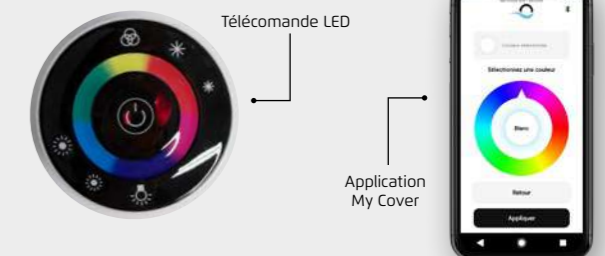 Télécomande LED
Application
My Cover
Sélectionnez une couleur
Blanc
Retour
Appliquer